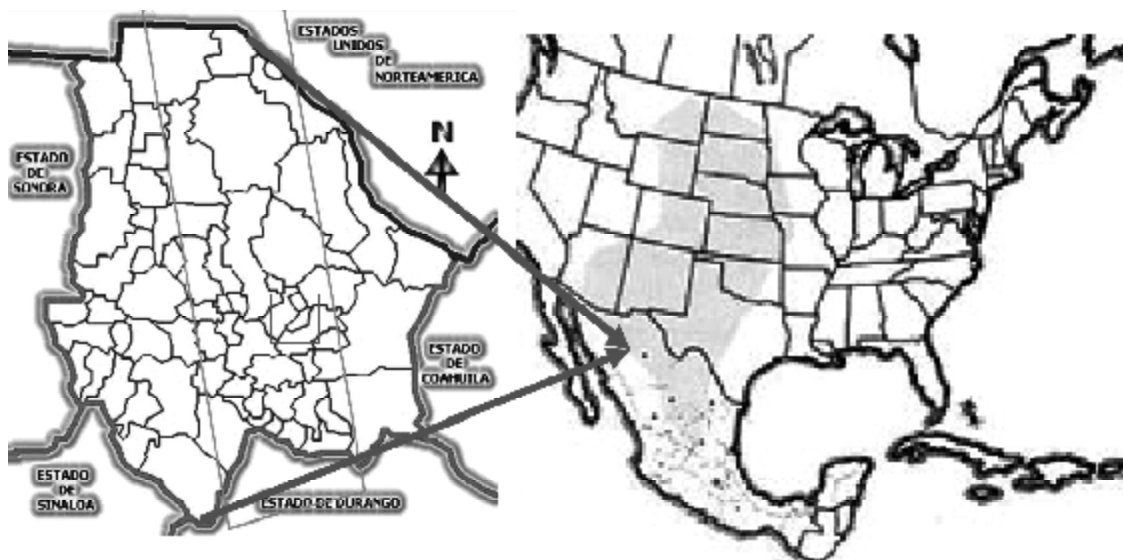 ESTADOS
UNIDOS
DE
NORTEAMERICA
N
ESTADO
DE
SONORA
ESTADO
DE
COAHUILA
ESTADO
DE
SINALOA
ESTADO DE DURANGO